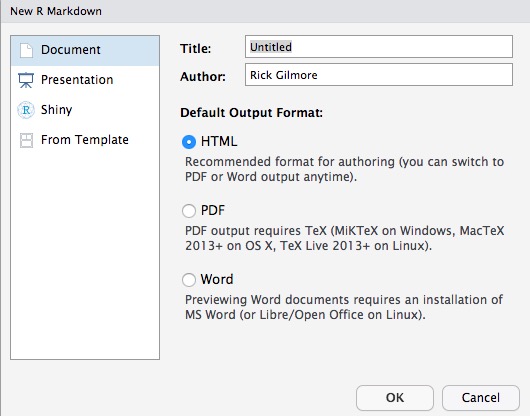 New R Markdown
Document
Presentation
R Shiny
From Template
Title: Untitled
Author: Rick Gilmore
Default Output Format:
HTML
Recommended format for authoring (you can switch to
PDF or Word output anytime).
PDF
PDF output requires TeX (MiKTeX on Windows, MacTeX
2013+ on OS X, TeX Live 2013+ on Linux).
Word
Previewing Word documents requires an installation of
MS Word (or Libre/Open Office on Linux).
OK Cancel